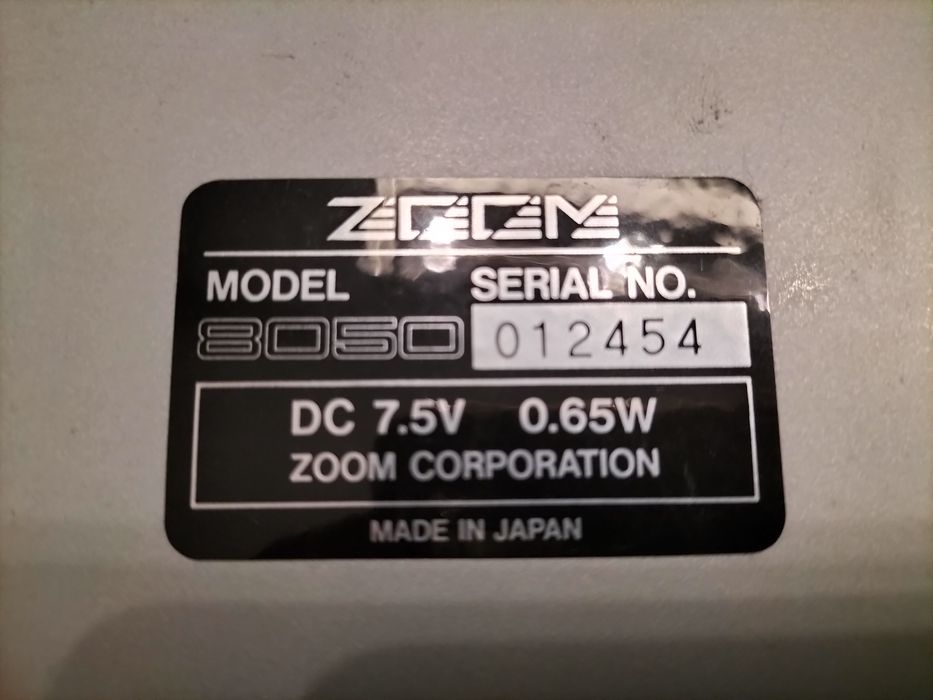 ZOOM
MODEL SERIAL NO.
8050 012454
DC 7.5V 0.65W
ZOOM CORPORATION
MADE IN JAPAN